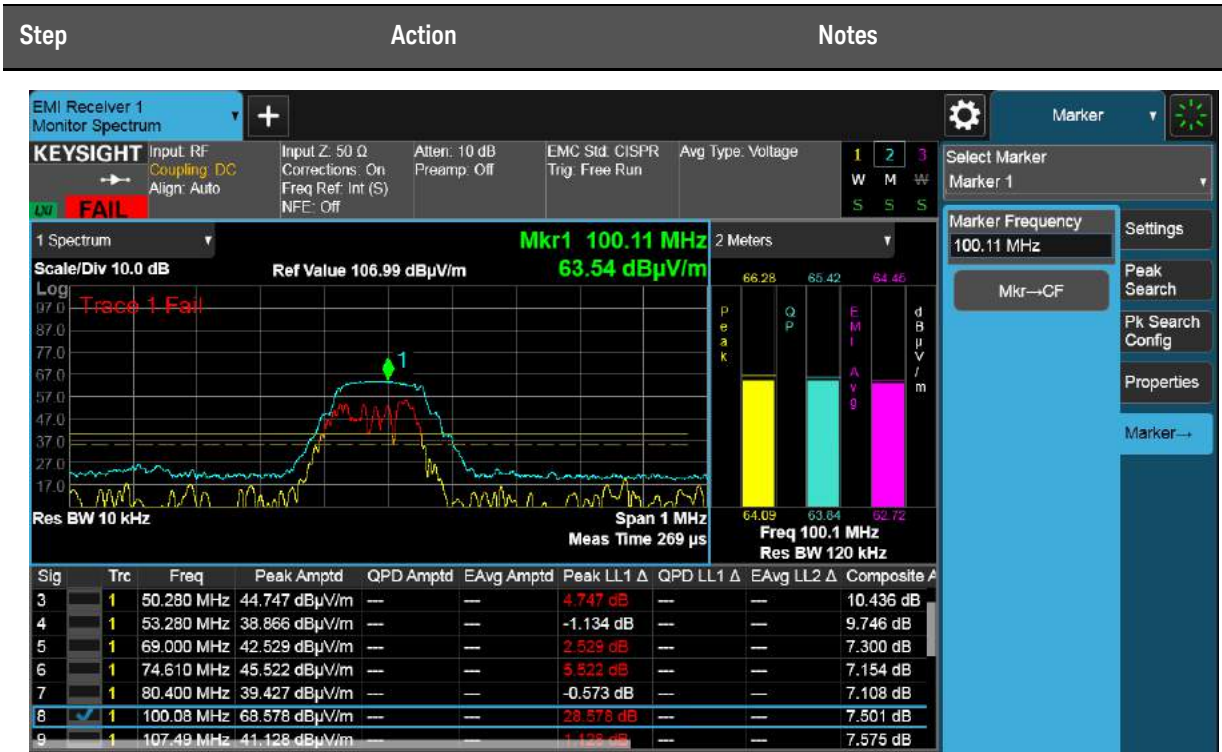 Step Action Notes
EMI Receiver 1
Monitor Spectrum
+
Marker
KEYSIGHT
LXI FAIL
Input: RF
Coupling: DC
Align: Auto
Input Z: 50 Ω
Corrections: On
Freq Ref: Int (S)
NFE: Off
Atten: 10 dB
Preamp: Off
EMC Std: CISPR
Trig: Free Run
Avg Type: Voltage
1 2 3
W M W
S S S
Select Marker
Marker 1
Marker Frequency
100.11 MHz
Mkr→CF
Settings
Peak
Search
Pk Search
Config
Properties
Marker→
1 Spectrum
Mkr1 100.11 MHz
63.54 dBµV/m
Scale/Div 10.0 dB
Ref Value 106.99 dBµV/m
Log
Trace 1 Fail
97.0
87.0
77.0
67.0
57.0
47.0
37.0
27.0
17.0
1
Res BW 10 kHz
Span 1 MHz
Meas Time 269 µs
2 Meters
66.28 65.42 64.46
Peak
QP
EMI Avg
dBµV/m
64.09 63.84 62.72
Freq 100.1 MHz
Res BW 120 kHz
Sig Trc Freq Peak Amptd QPD Amptd EAvg Amptd Peak LL1 Δ QPD LL1 Δ EAvg LL2 Δ Composite A
3 1 50.280 MHz 44.747 dBµV/m --- --- 4.747 dB --- --- 10.436 dB
4 1 53.280 MHz 38.866 dBµV/m --- --- -1.134 dB --- --- 9.746 dB
5 1 69.000 MHz 42.529 dBµV/m --- --- 2.529 dB --- --- 7.300 dB
6 1 74.610 MHz 45.522 dBµV/m --- --- 5.522 dB --- --- 7.154 dB
7 1 80.400 MHz 39.427 dBµV/m --- --- -0.573 dB --- --- 7.108 dB
8 1 100.08 MHz 68.578 dBµV/m --- --- 28.578 dB --- --- 7.501 dB
9 1 107.49 MHz 41.128 dBµV/m --- --- 1.128 dB --- --- 7.575 dB